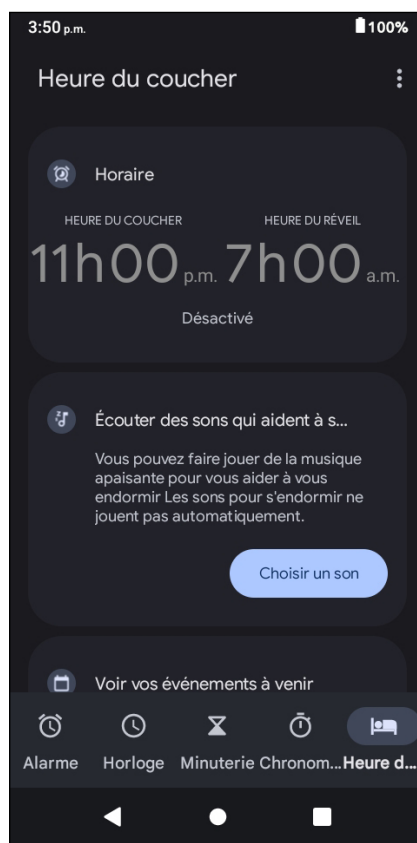 3:50 p.m. 100%
Heure du coucher
Horaire
HEURE DU COUCHER HEURE DU RÉVEIL
11h00 p.m. 7h00 a.m.
Désactivé
Écouter des sons qui aident à s...
Vous pouvez faire jouer de la musique
apaisante pour vous aider à vous
endormir Les sons pour s'endormir ne
jouent pas automatiquement.
Choisir un son
Voir vos événements à venir
Alarme Horloge Minuterie Chronom... Heure d...